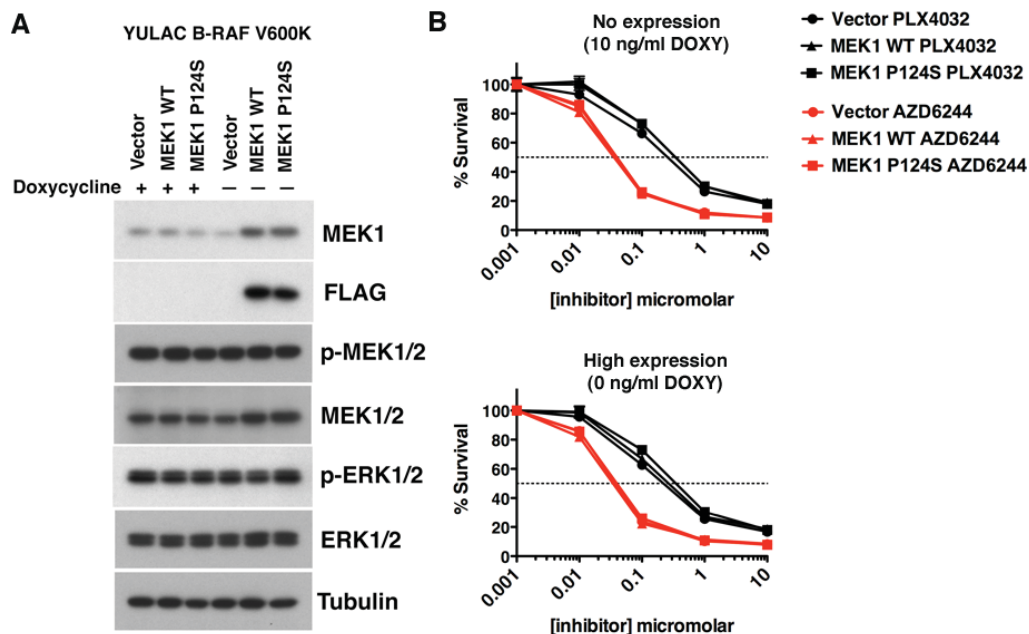 A
YULAC B-RAF V600K
Vector
MEK1 WT
MEK1 P124S
Vector
MEK1 WT
MEK1 P124S
Doxycycline + + + – – –
MEK1
FLAG
p-MEK1/2
MEK1/2
p-ERK1/2
ERK1/2
Tubulin
B
No expression
(10 ng/ml DOXY)
% Survival
100
80
60
40
20
0
0.001
0.01
0.1
1
10
[inhibitor] micromolar
High expression
(0 ng/ml DOXY)
% Survival
100
80
60
40
20
0
0.001
0.01
0.1
1
10
[inhibitor] micromolar
Vector PLX4032
MEK1 WT PLX4032
MEK1 P124S PLX4032
Vector AZD6244
MEK1 WT AZD6244
MEK1 P124S AZD6244